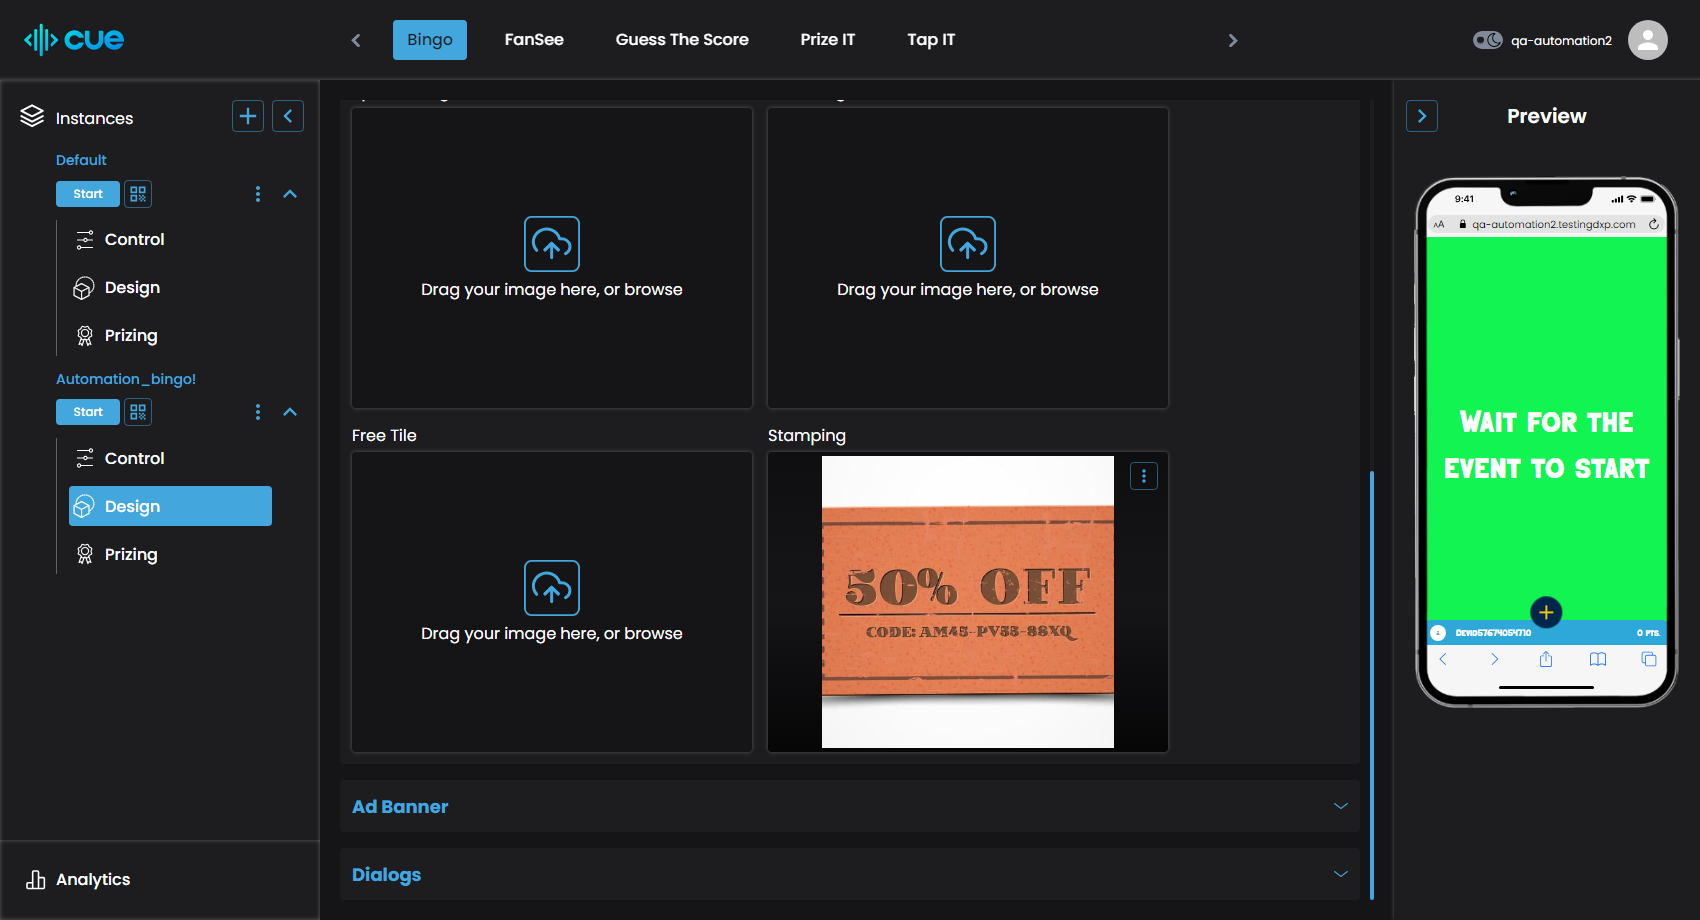 cue
Bingo
FanSee
Guess The Score
Prize IT
Tap IT
qa-automation2
Instances
Default
Start
Control
Design
Prizing
Automation_bingo!
Start
Control
Design
Prizing
Analytics
Drag your image here, or browse
Drag your image here, or browse
Free Tile
Stamping
Drag your image here, or browse
50% OFF
CODE: AM45-PV33-88XQ
Ad Banner
Dialogs
Preview
9:41
AA
qa-automation2.testingdxp.com
WAIT FOR THE
EVENT TO START
0 PTS.